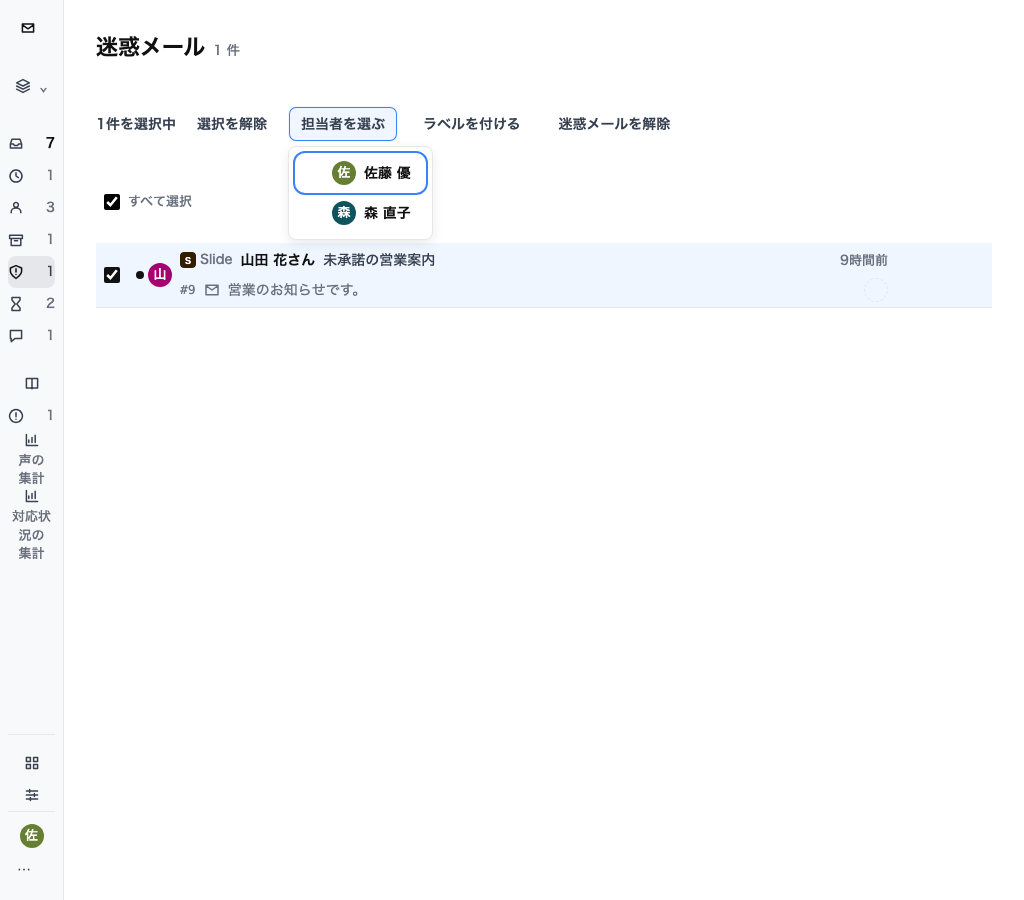 迷惑メール 1 件
1件を選択中 選択を解除 担当者を選ぶ ラベルを付ける 迷惑メールを解除
佐 佐藤 優
森 森 直子
すべて選択
山 s Slide 山田 花さん 未承諾の営業案内 9時間前
#9 営業のお知らせです。
7
1
3
1
1
2
1
1
声の
集計
対応状
況の
集計
佐
…